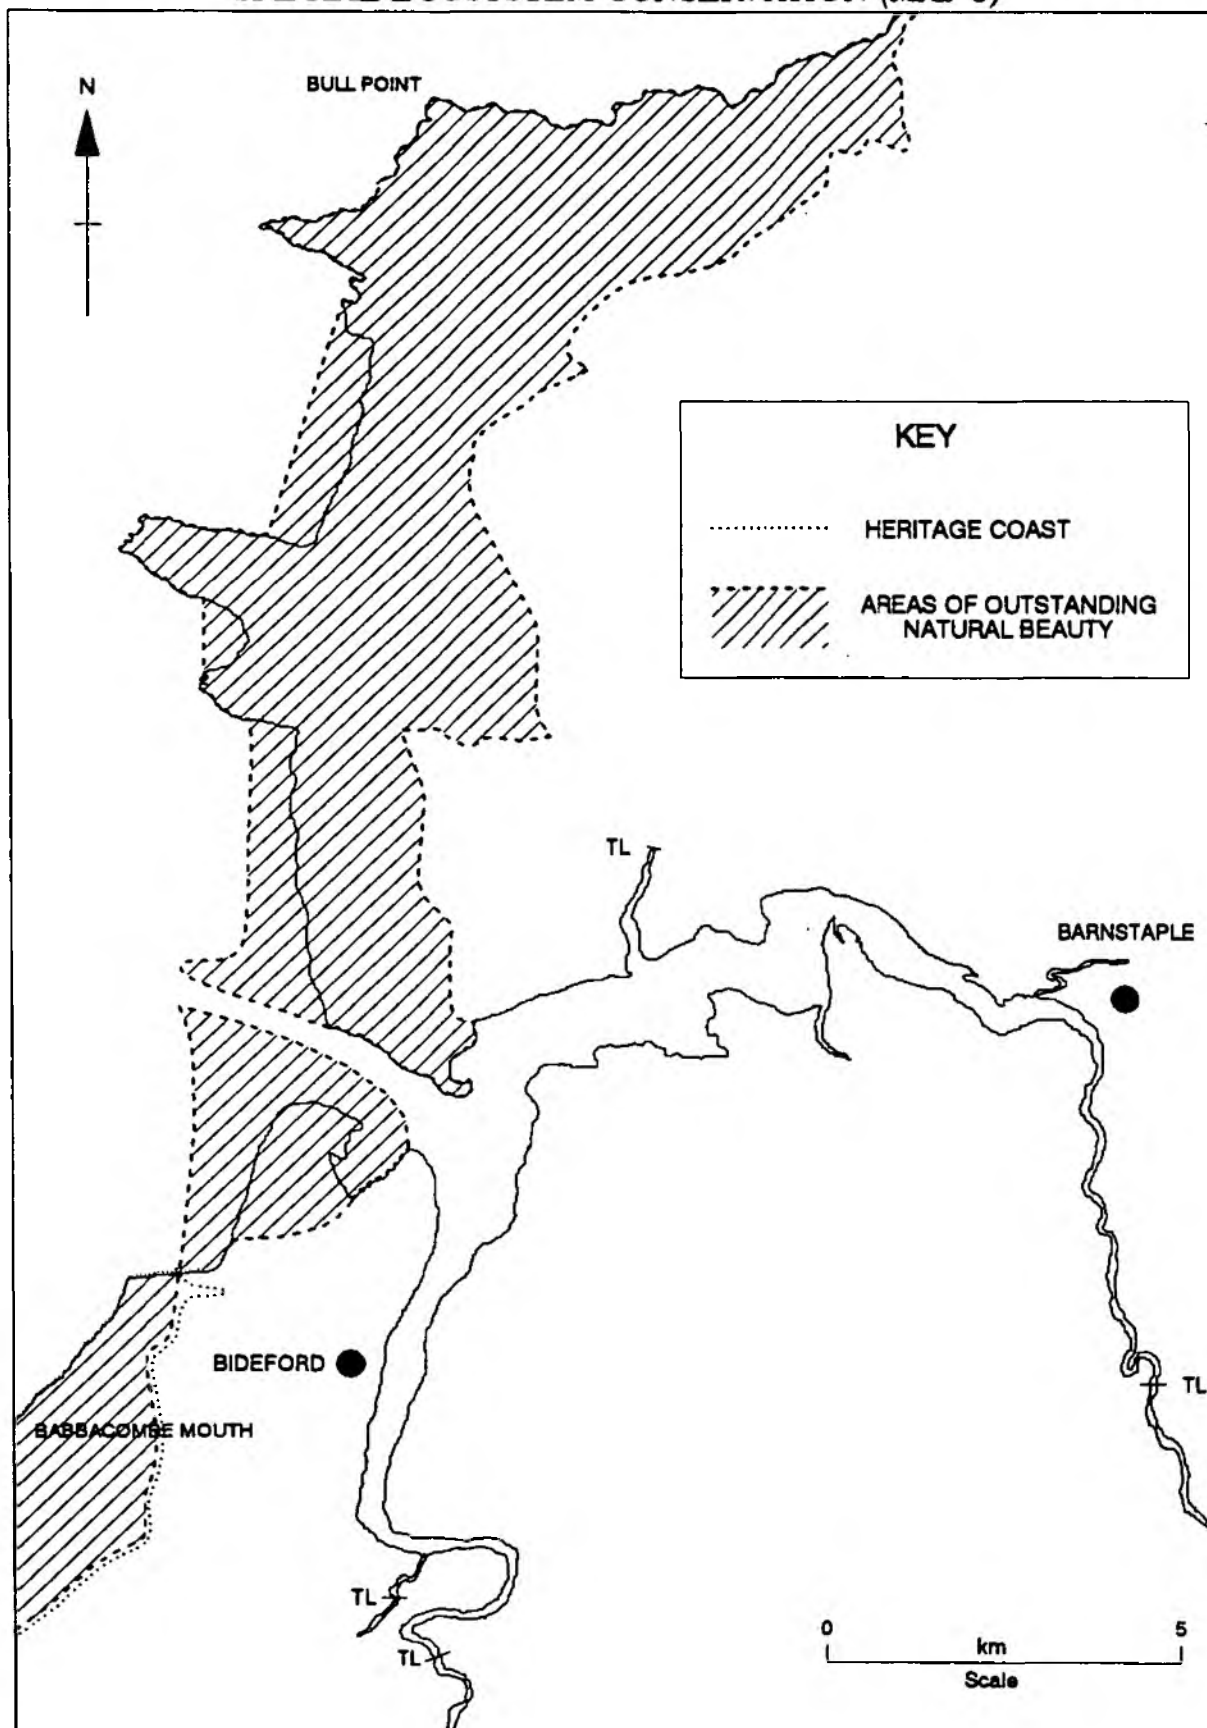 CONSERVATION
N
BULL POINT
KEY
HERITAGE COAST
AREAS OF OUTSTANDING
NATURAL BEAUTY
TL
BARNSTAPLE
BIDEFORD
TL
BABBACOMBE MOUTH
TL
TL
0 5
km
Scale